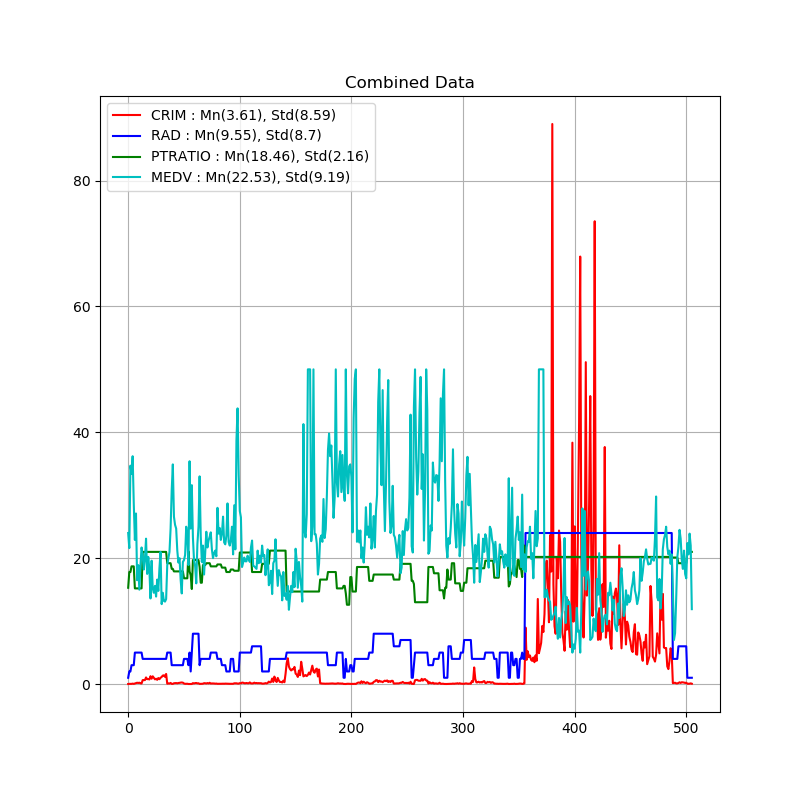 Combined Data
CRIM : Mn(3.61), Std(8.59)
RAD : Mn(9.55), Std(8.7)
PTRATIO : Mn(18.46), Std(2.16)
MEDV : Mn(22.53), Std(9.19)
80
60
40
20
0
0 100 200 300 400 500